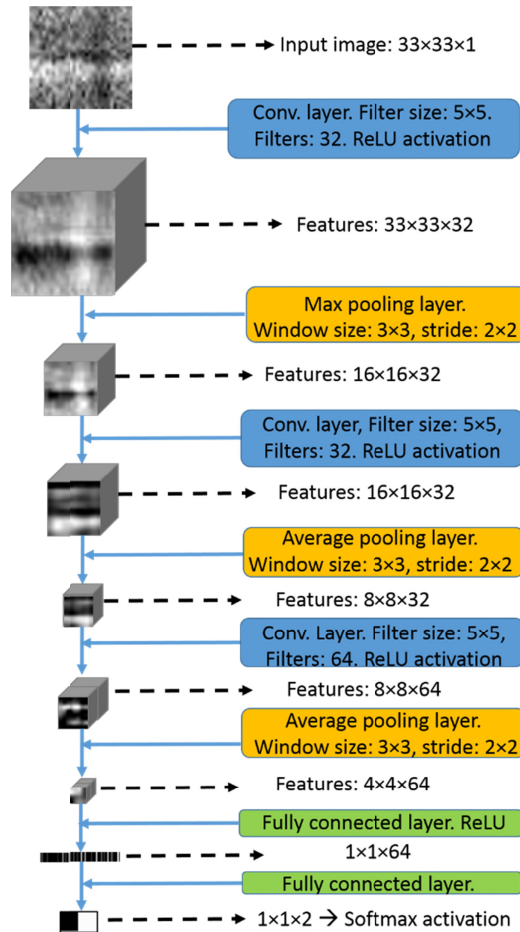 Input image: 33×33×1
Conv. layer. Filter size: 5×5.
Filters: 32. ReLU activation
Features: 33×33×32
Max pooling layer.
Window size: 3×3, stride: 2×2
Features: 16×16×32
Conv. layer, Filter size: 5×5,
Filters: 32. ReLU activation
Features: 16×16×32
Average pooling layer.
Window size: 3×3, stride: 2×2
Features: 8×8×32
Conv. Layer. Filter size: 5×5,
Filters: 64. ReLU activation
Features: 8×8×64
Average pooling layer.
Window size: 3×3, stride: 2×2
Features: 4×4×64
Fully connected layer. ReLU
1×1×64
Fully connected layer.
1×1×2 → Softmax activation